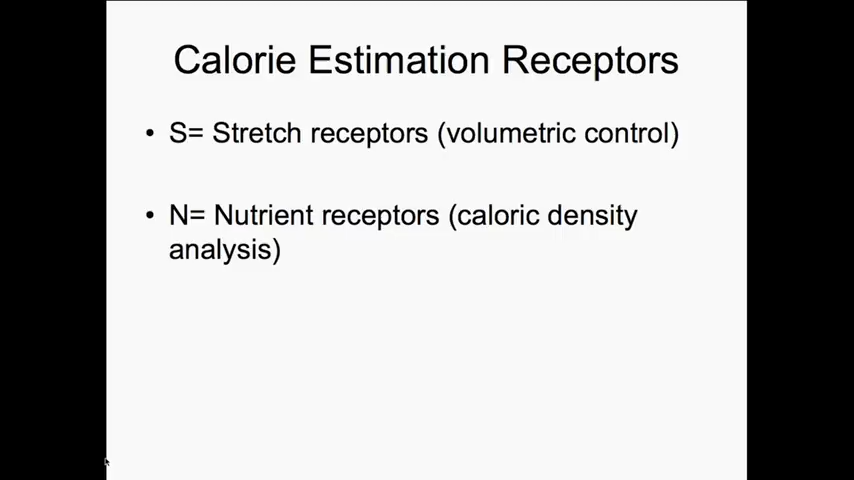 Calorie Estimation Receptors
• S= Stretch receptors (volumetric control)
• N= Nutrient receptors (caloric density
analysis)